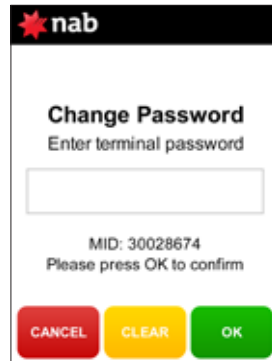 nab
Change Password
Enter terminal password
MID: 30028674
Please press OK to confirm
CANCEL
CLEAR
OK